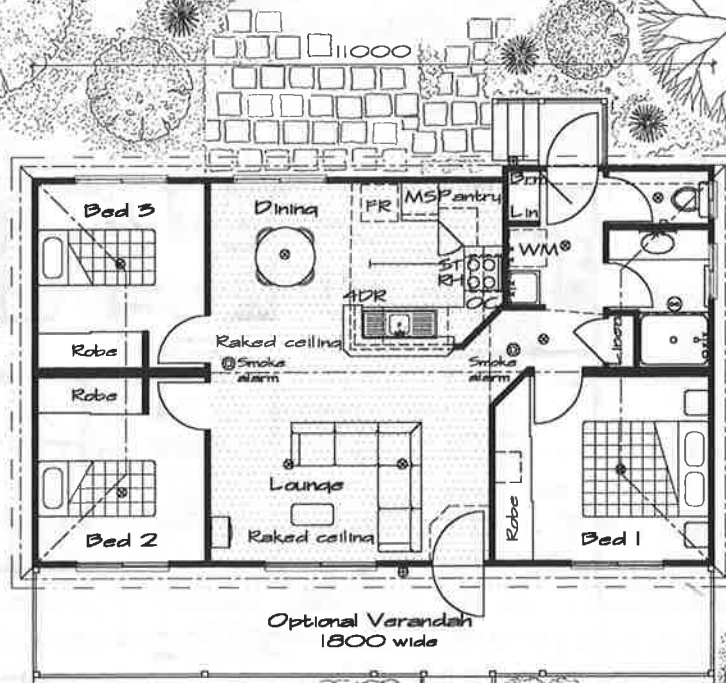 11000
Bed 3
Dining
FR
MS Pantry
Brm
Lin
WM
ST
RH
OC
4DR
Robe
Raked ceiling
Smoke
alarm
Smoke
alarm
Linen
Robe
Lounge
Raked ceiling
Bed 2
Robe
Bed 1
Optional Verandah
1800 wide